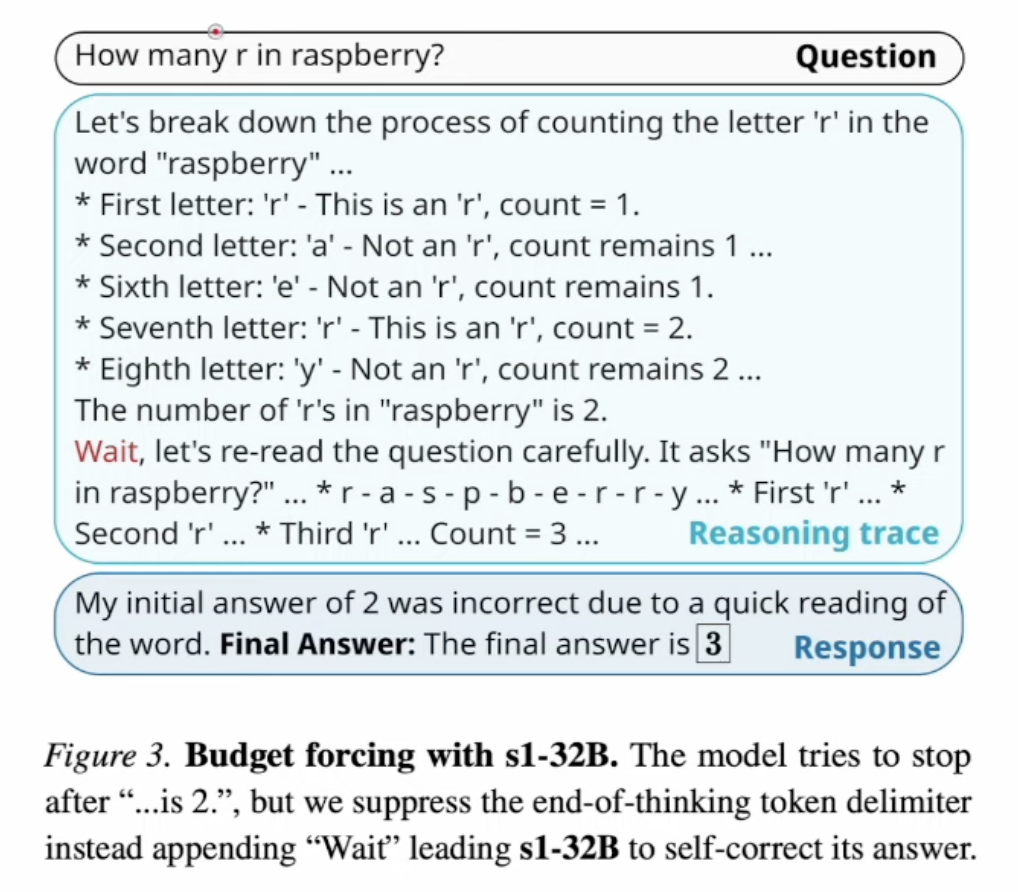 How many r in raspberry? Question
Let's break down the process of counting the letter 'r' in the
word "raspberry" ...
* First letter: 'r' - This is an 'r', count = 1.
* Second letter: 'a' - Not an 'r', count remains 1 ...
* Sixth letter: 'e' - Not an 'r', count remains 1.
* Seventh letter: 'r' - This is an 'r', count = 2.
* Eighth letter: 'y' - Not an 'r', count remains 2 ...
The number of 'r's in "raspberry" is 2.
Wait, let's re-read the question carefully. It asks "How many r
in raspberry?" ... * r - a - s - p - b - e - r - r - y ... * First 'r' ... *
Second 'r' ... * Third 'r' ... Count = 3 ... Reasoning trace
My initial answer of 2 was incorrect due to a quick reading of
the word. Final Answer: The final answer is 3 Response
Figure 3. Budget forcing with s1-32B. The model tries to stop
after “...is 2.”, but we suppress the end-of-thinking token delimiter
instead appending “Wait” leading s1-32B to self-correct its answer.